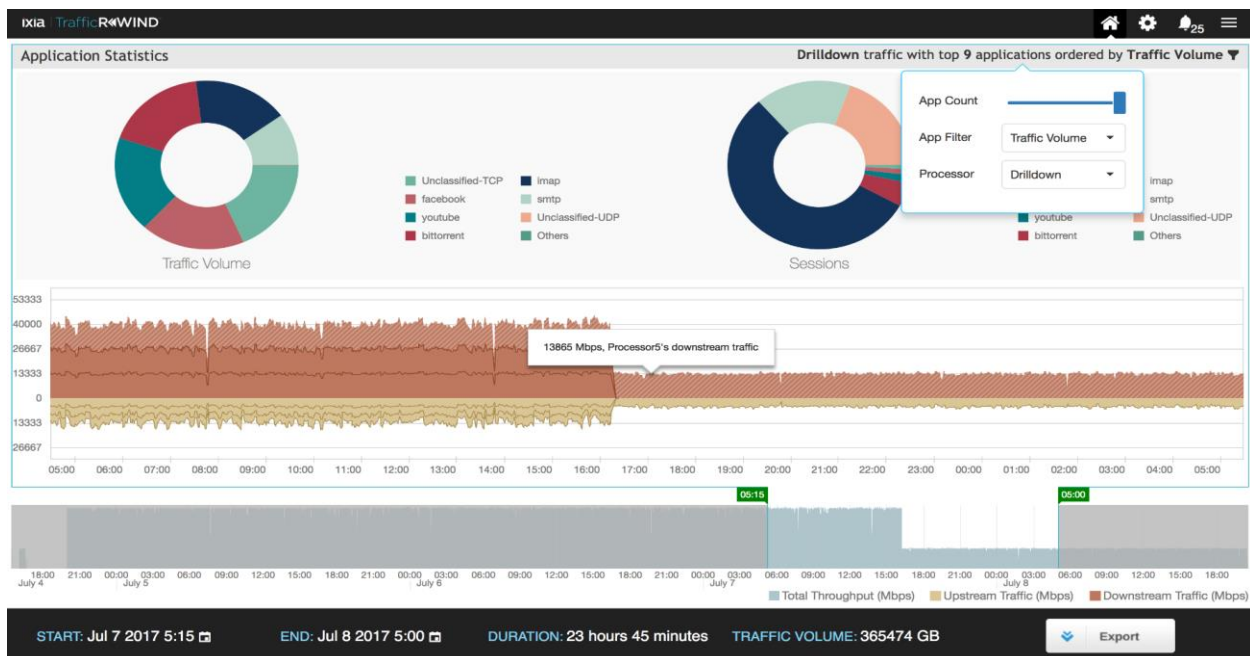 ixia TrafficREWIND
25
Application Statistics
Drilldown traffic with top 9 applications ordered by Traffic Volume
App Count
App Filter Traffic Volume
Processor Drilldown
Unclassified-TCP imap
facebook smtp
youtube Unclassified-UDP
bittorrent Others
Traffic Volume
imap
smtp
youtube Unclassified-UDP
bittorrent Others
Sessions
53333
40000
26667
13333
0
13333
26667
13865 Mbps, Processor5's downstream traffic
05:00 06:00 07:00 08:00 09:00 10:00 11:00 12:00 13:00 14:00 15:00 16:00 17:00 18:00 19:00 20:00 21:00 22:00 23:00 00:00 01:00 02:00 03:00 04:00 05:00
05:15 05:00
18:00 21:00 00:00 03:00 06:00 09:00 12:00 15:00 18:00 21:00 00:00 03:00 06:00 09:00 12:00 15:00 18:00 21:00 00:00 03:00 06:00 09:00 12:00 15:00 18:00 21:00 00:00 03:00 06:00 09:00 12:00 15:00 18:00
July 4 July 5 July 6 July 7 July 8
Total Throughput (Mbps) Upstream Traffic (Mbps) Downstream Traffic (Mbps)
START: Jul 7 2017 5:15 END: Jul 8 2017 5:00 DURATION: 23 hours 45 minutes TRAFFIC VOLUME: 365474 GB Export